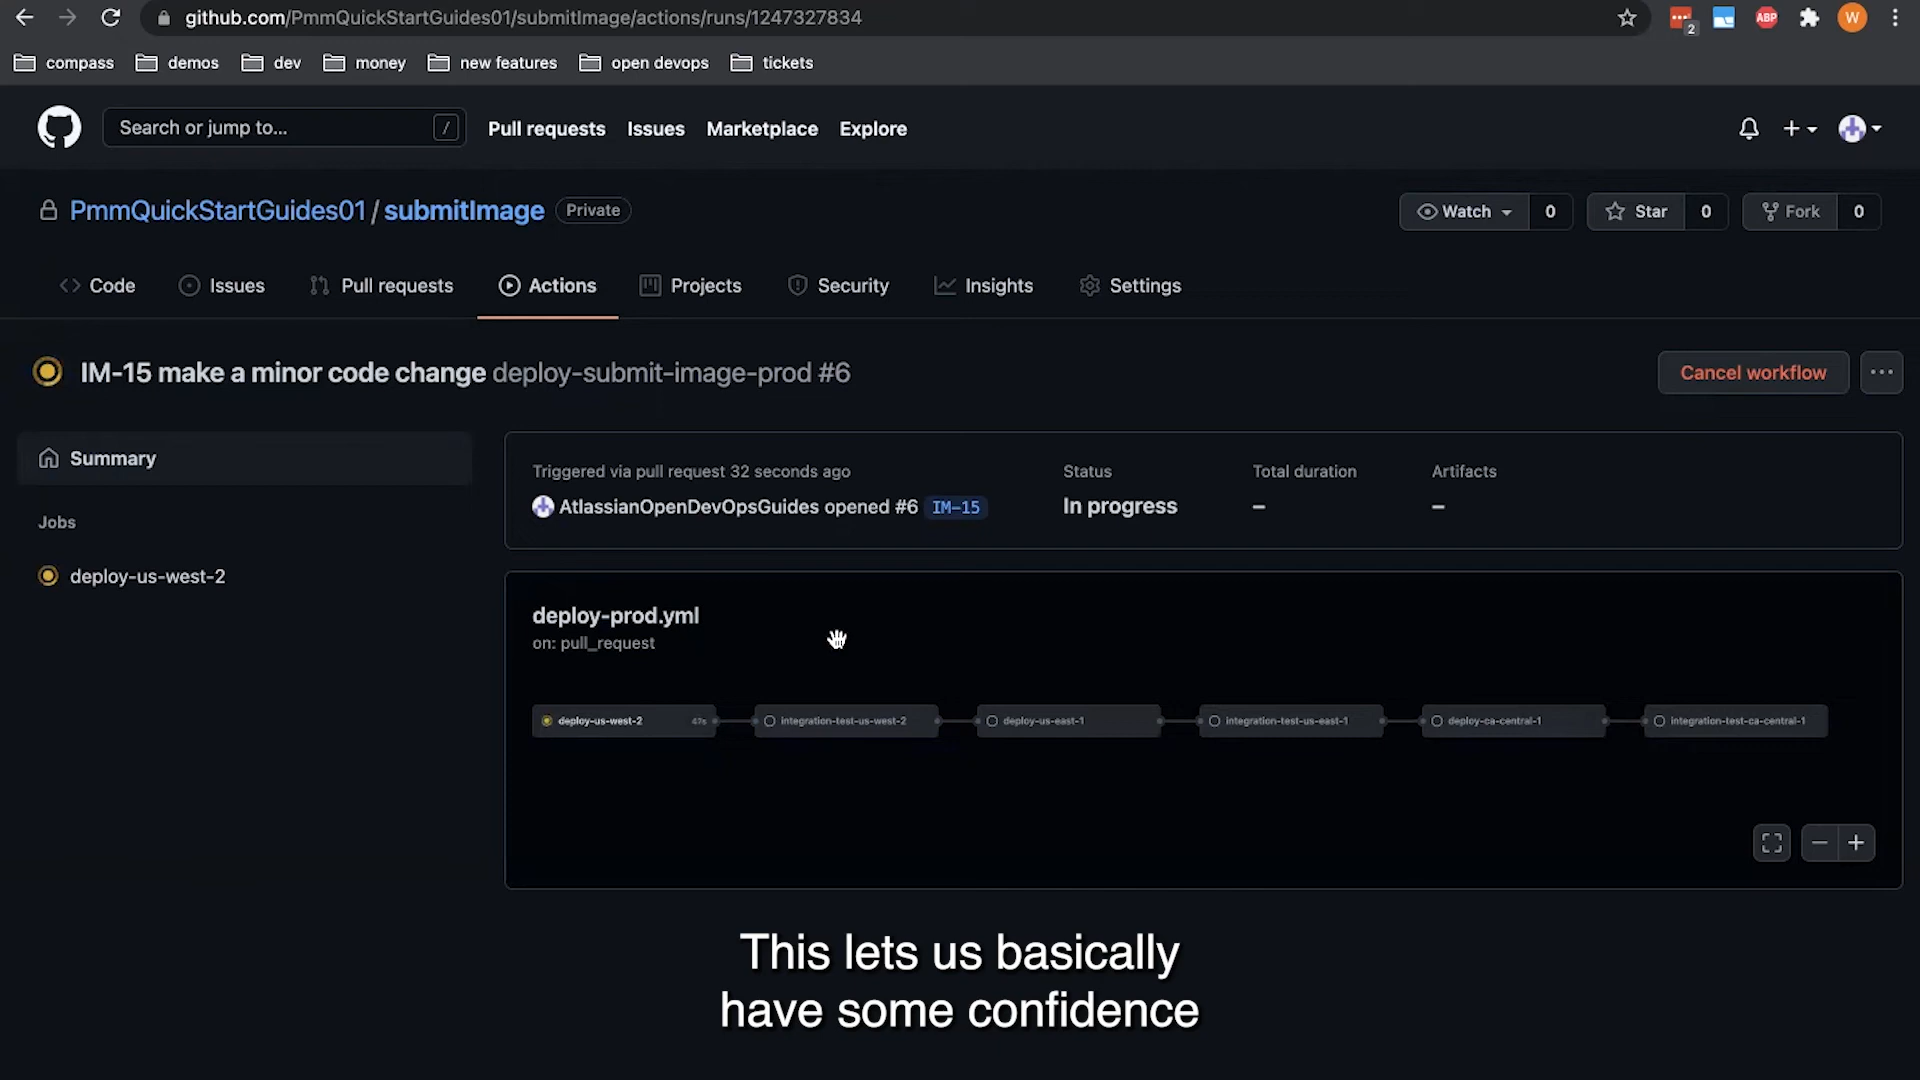 github.com/PmmQuickStartGuides01/submitImage/actions/runs/1247327834
2
ABP
W
compass demos dev money new features open devops tickets
Search or jump to... /
Pull requests Issues Marketplace Explore
PmmQuickStartGuides01 / submitImage Private
Watch 0 Star 0 Fork 0
Code Issues Pull requests Actions Projects Security Insights Settings
IM-15 make a minor code change deploy-submit-image-prod #6
Cancel workflow ...
Summary
Jobs
deploy-us-west-2
Triggered via pull request 32 seconds ago
AtlassianOpenDevOpsGuides opened #6 IM-15
Status
In progress
Total duration
–
Artifacts
–
deploy-prod.yml
on: pull_request
deploy-us-west-2 47s
integration-test-us-west-2
deploy-us-east-1
integration-test-us-east-1
deploy-ca-central-1
integration-test-ca-central-1
This lets us basically
have some confidence